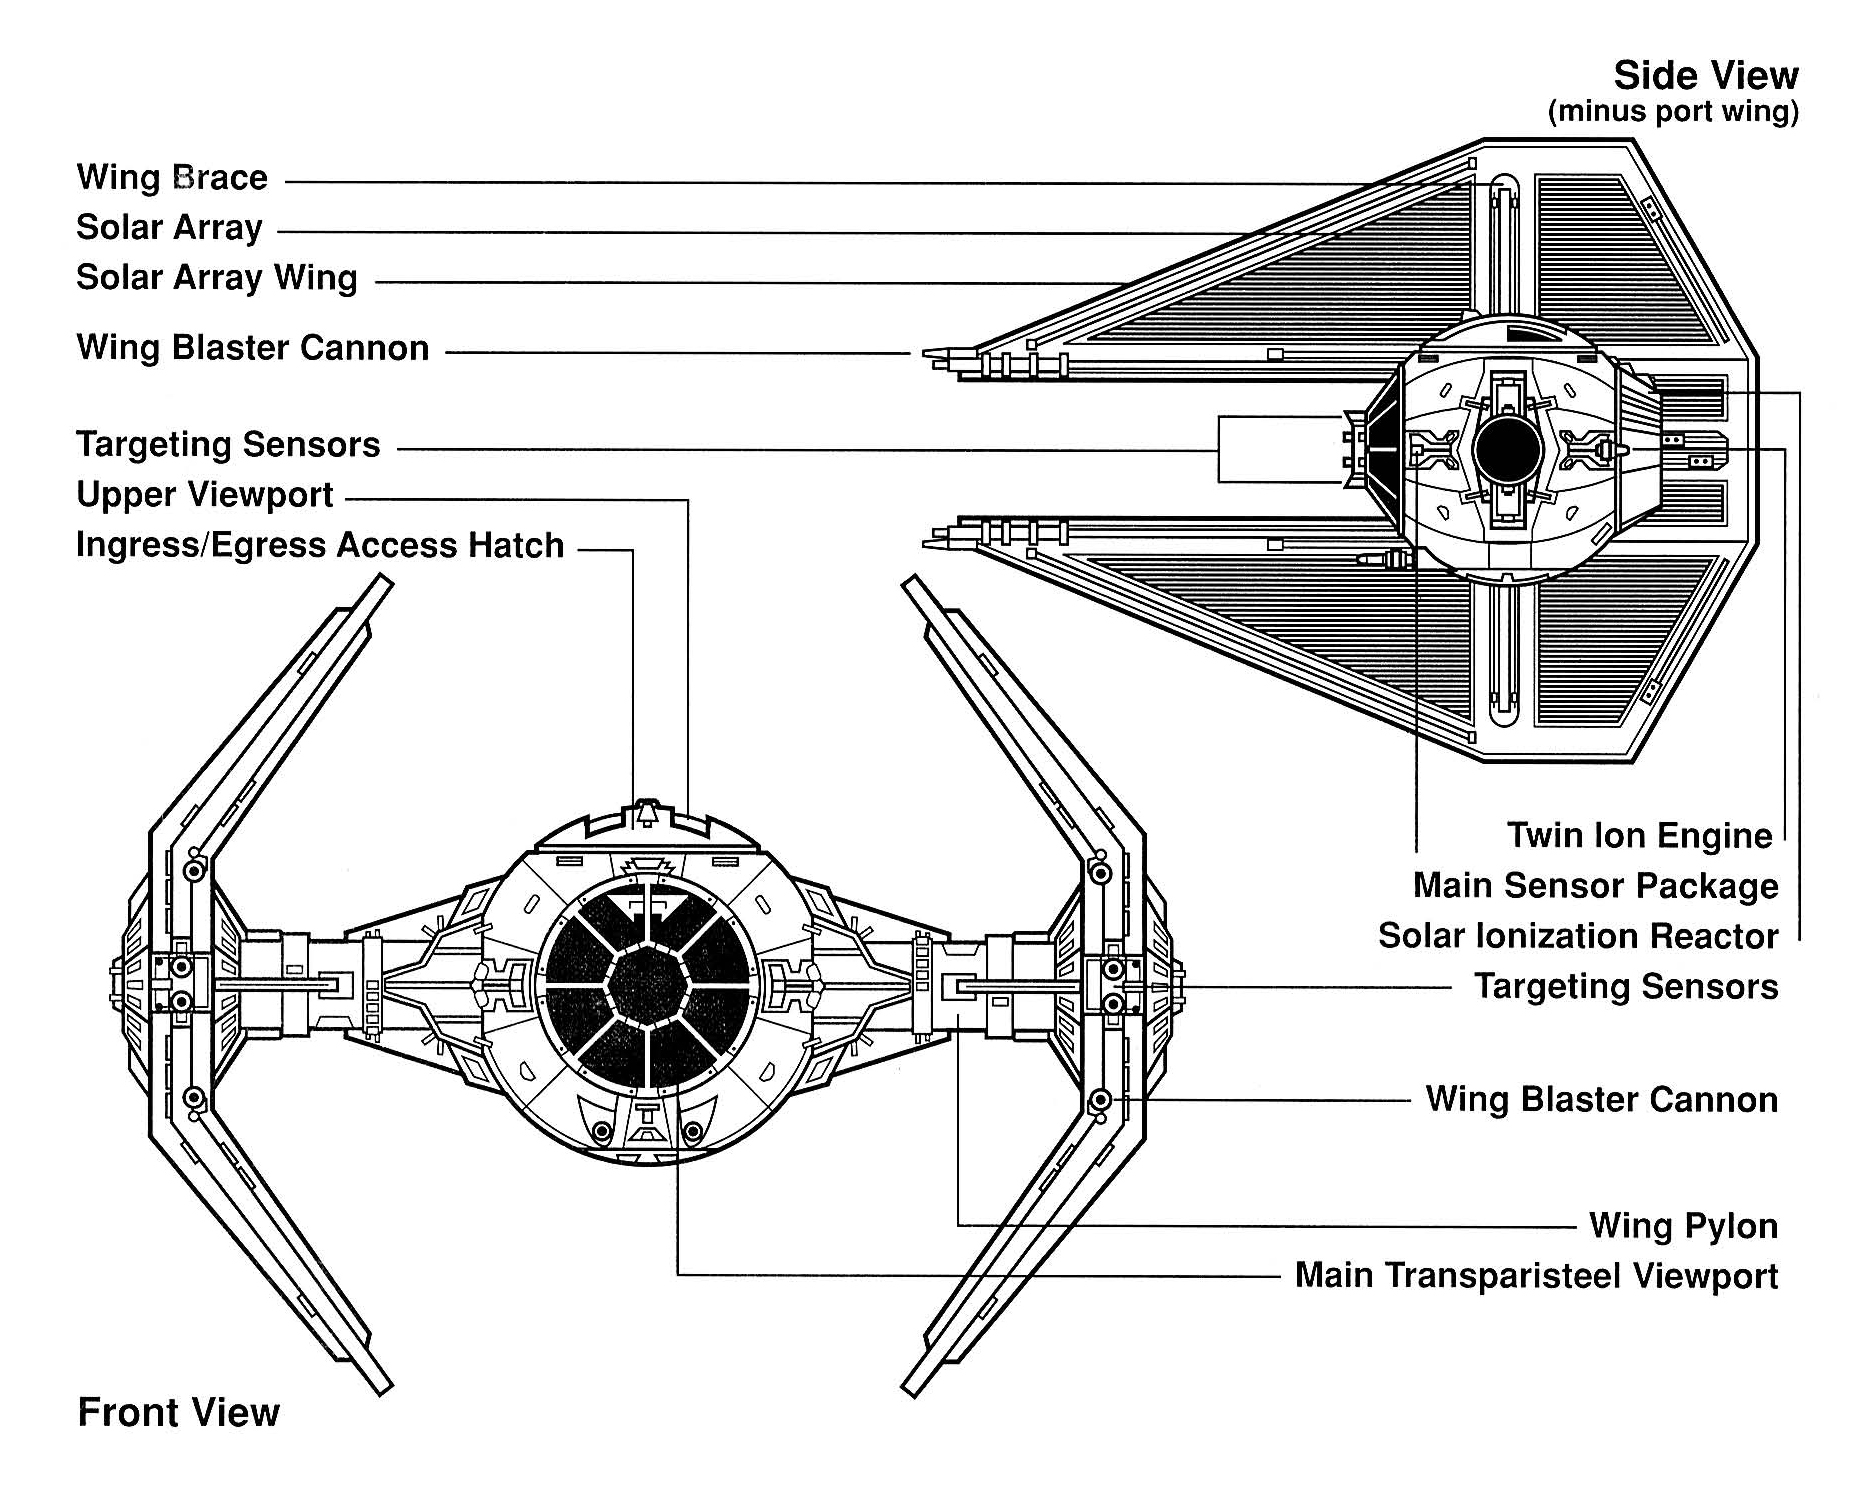 Side View
(minus port wing)
Wing Brace
Solar Array
Solar Array Wing
Wing Blaster Cannon
Targeting Sensors
Upper Viewport
Ingress/Egress Access Hatch
Twin Ion Engine
Main Sensor Package
Solar Ionization Reactor
Targeting Sensors
Wing Blaster Cannon
Wing Pylon
Main Transparisteel Viewport
Front View